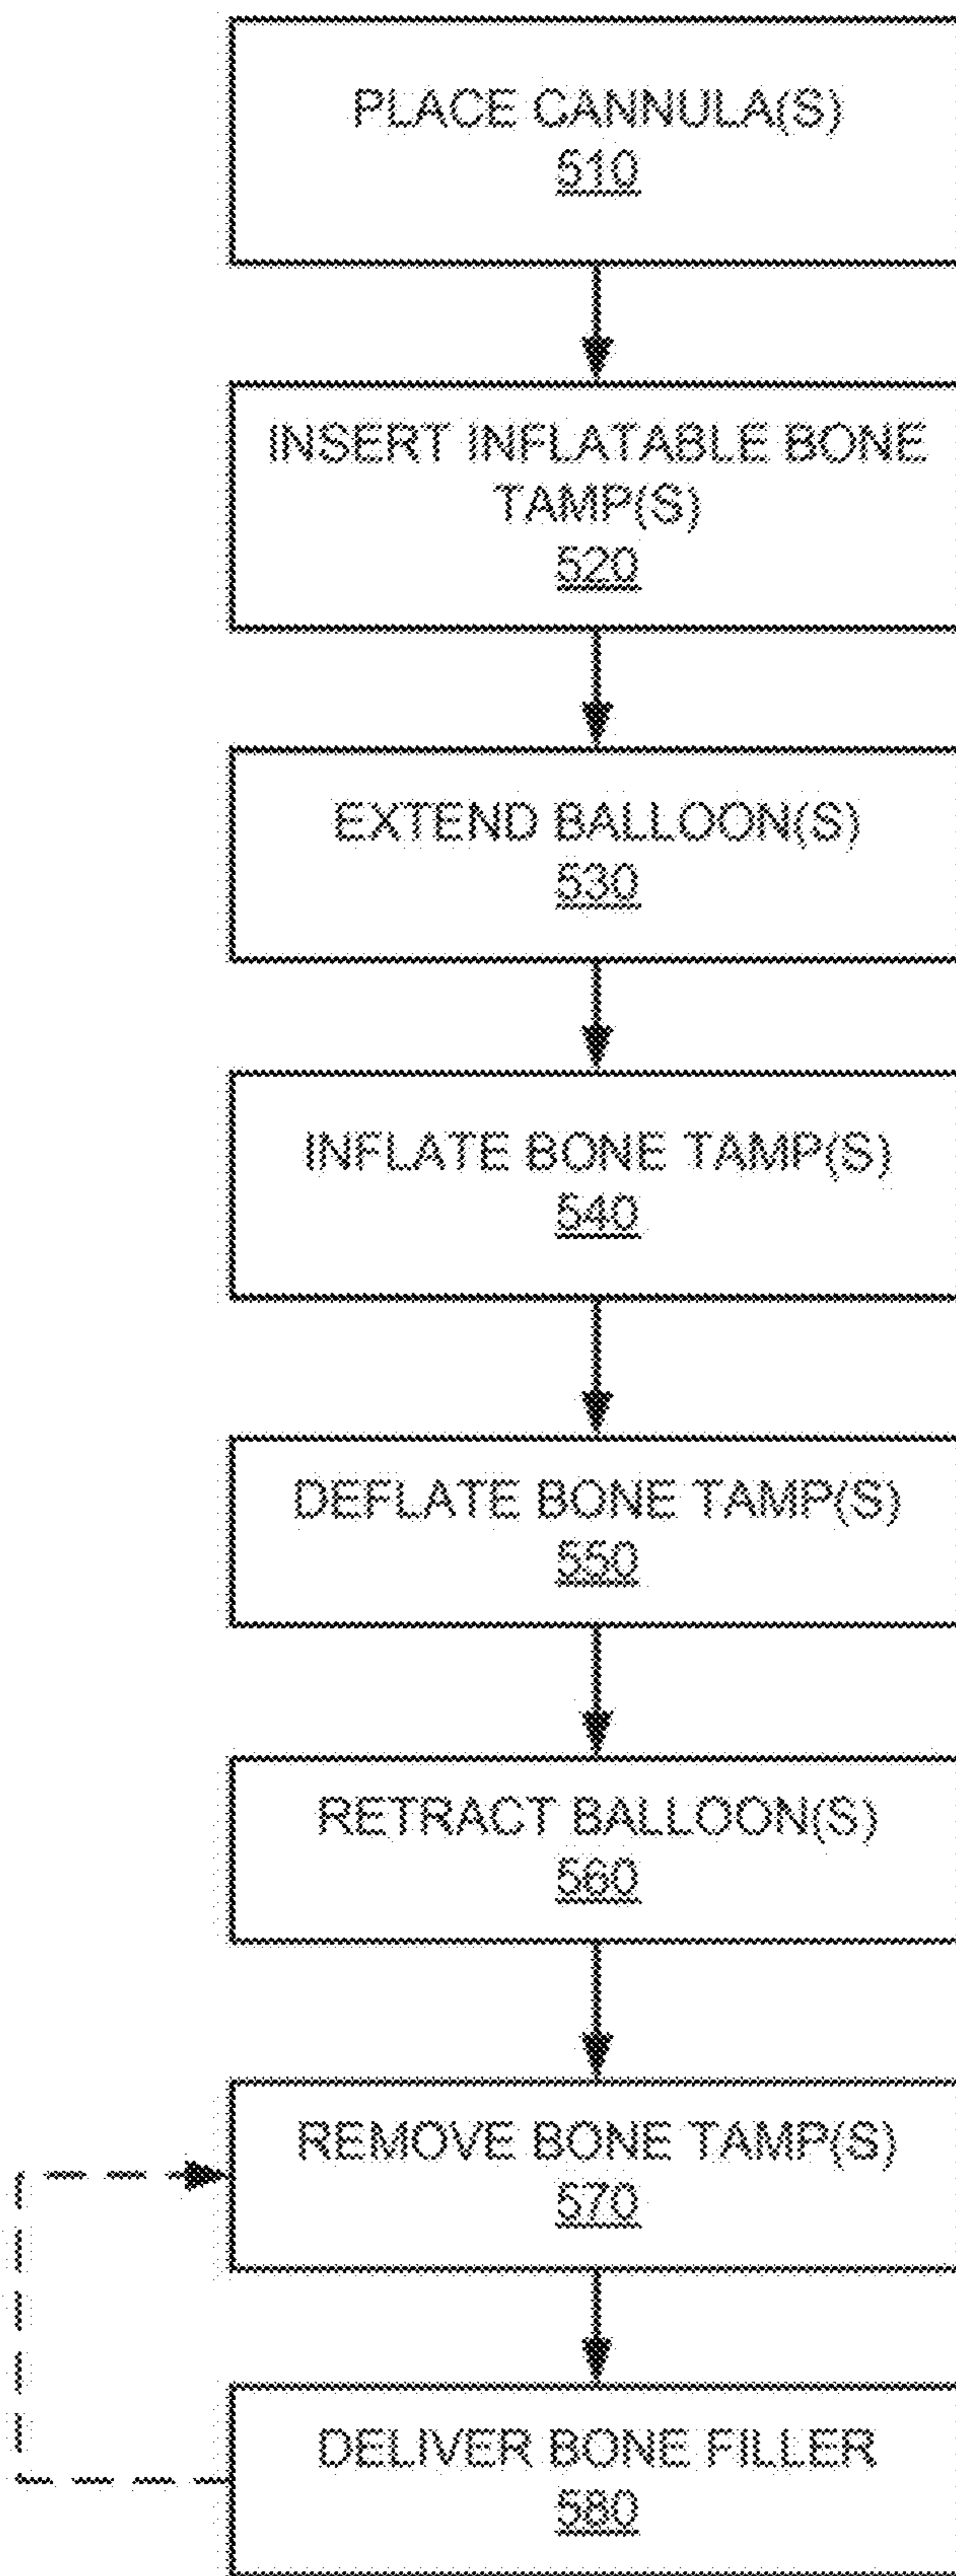 PLACE CANNULA(S)
510
INSERT INFLATABLE BONE
TAMP(S)
520
EXTEND BALLOON(S)
530
INFLATE BONE TAMP(S)
540
DEFLATE BONE TAMP(S)
550
RETRACT BALLOON(S)
560
REMOVE BONE TAMP(S)
570
DELIVER BONE FILLER
580